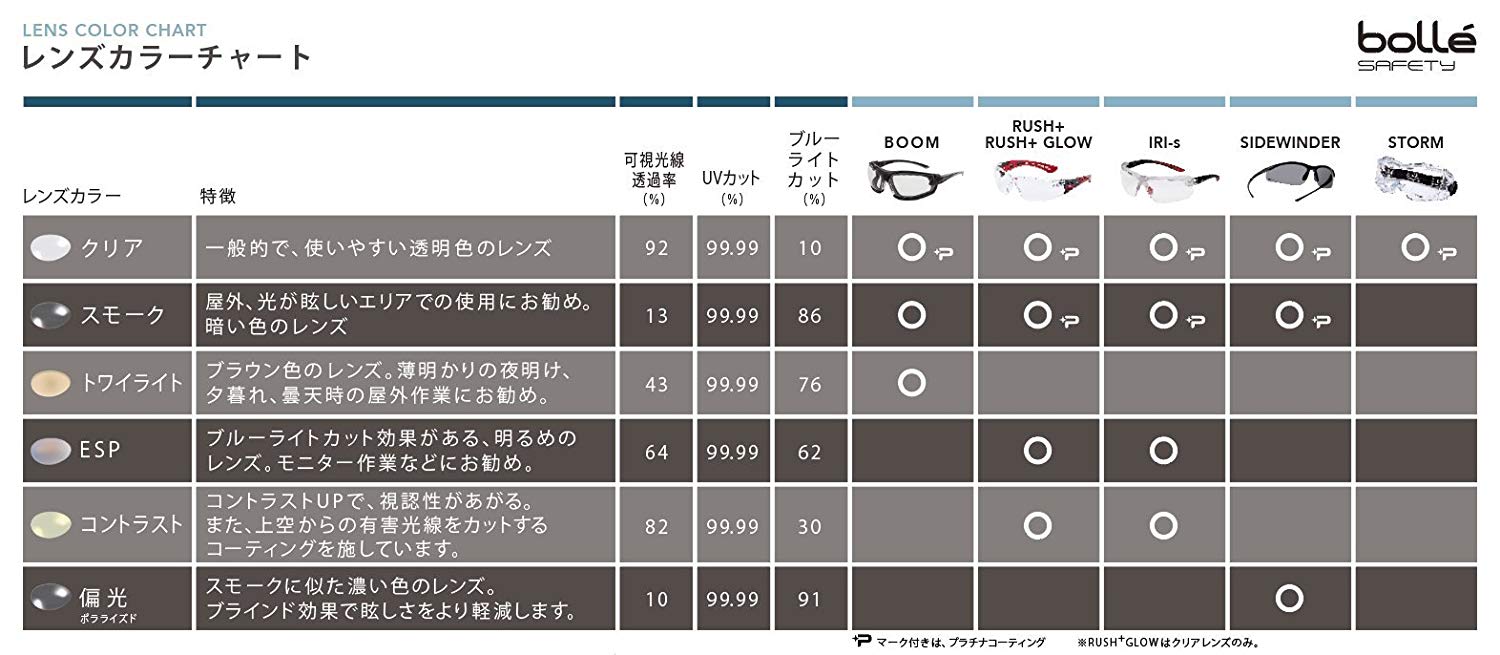 LENS COLOR CHART
レンズカラーチャート
bollé
SAFETY
レンズカラー
特徴
可視光線
透過率
(%)
UVカット
(%)
ブルー
ライト
カット
(%)
BOOM
RUSH+
RUSH+ GLOW
IRI-s
SIDEWINDER
STORM
クリア
一般的で、使いやすい透明色のレンズ
92
99.99
10
○ +P
○ +P
○ +P
○ +P
○ +P
スモーク
屋外、光が眩しいエリアでの使用にお勧め。
暗い色のレンズ
13
99.99
86
○
○ +P
○ +P
○ +P
トワイライト
ブラウン色のレンズ。薄明かりの夜明け、
夕暮れ、曇天時の屋外作業にお勧め。
43
99.99
76
○
ESP
ブルーライトカット効果がある、明るめの
レンズ。モニター作業などにお勧め。
64
99.99
62
○
○
コントラスト
コントラストUPで、視認性があがる。
また、上空からの有害光線をカットする
コーティングを施しています。
82
99.99
30
○
○
偏光
ポラライズド
スモークに似た濃い色のレンズ。
ブラインド効果で眩しさをより軽減します。
10
99.99
91
○
+P マーク付きは、プラチナコーティング
※RUSH+GLOWはクリアレンズのみ。